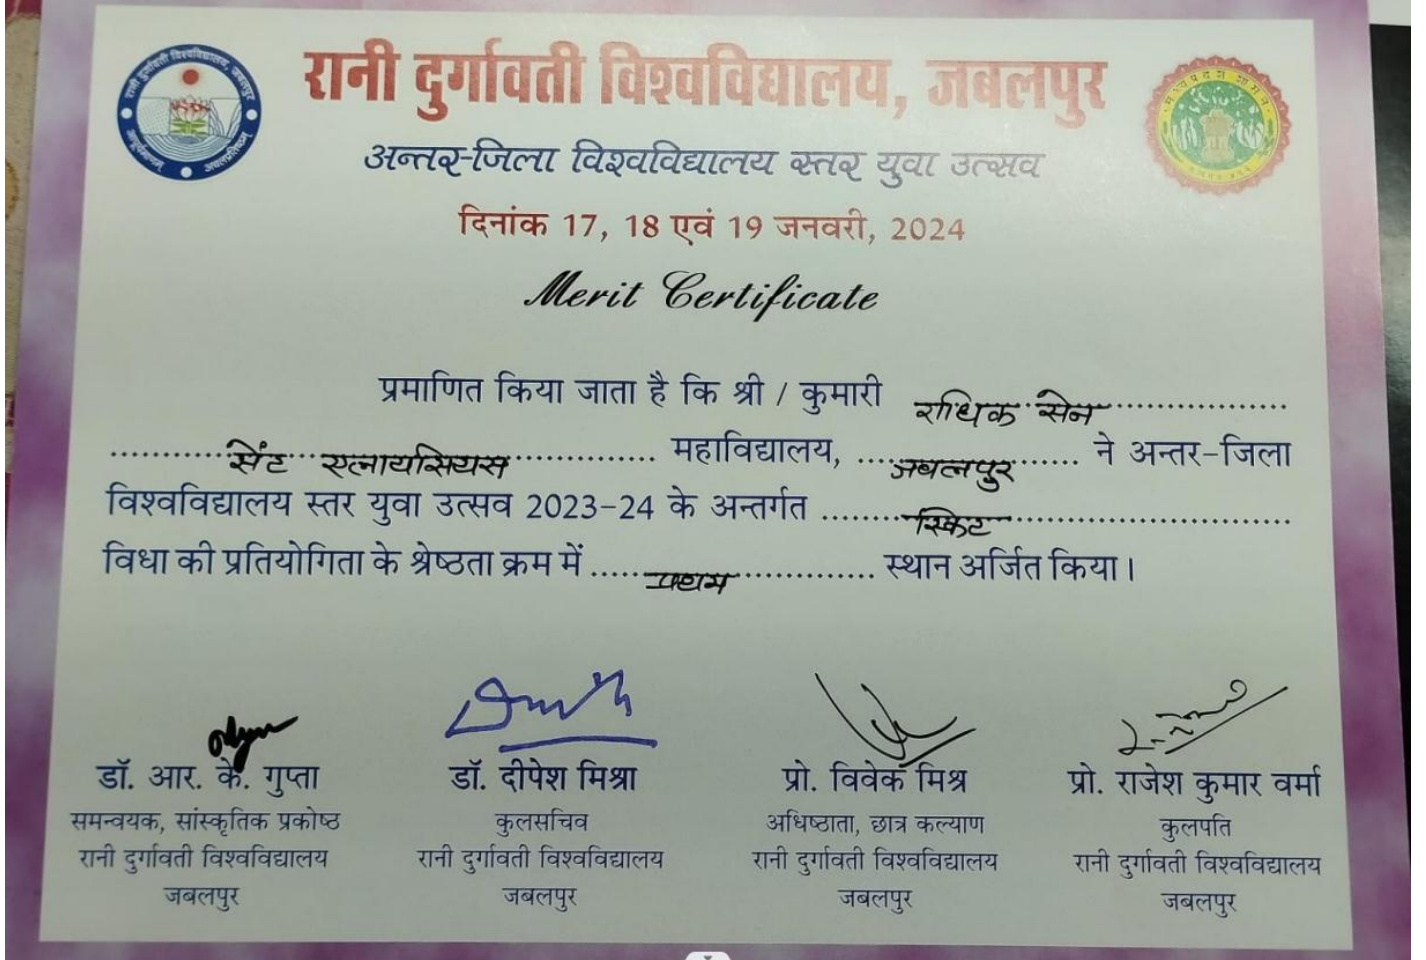 रानी दुर्गावती विश्वविद्यालय, जबलपुर
अन्तर-जिला विश्वविद्यालय स्तर युवा उत्सव
दिनांक 17, 18 एवं 19 जनवरी, 2024
Merit Certificate
प्रमाणित किया जाता है कि श्री / कुमारी राधिक सेन
सेंट एलायसियस महाविद्यालय, जबलपुर ने अन्तर-जिला
विश्वविद्यालय स्तर युवा उत्सव 2023-24 के अन्तर्गत स्किट
विधा की प्रतियोगिता के श्रेष्ठता क्रम में प्रथम स्थान अर्जित किया।
डॉ. आर. के. गुप्ता डॉ. दीपेश मिश्रा प्रो. विवेक मिश्र प्रो. राजेश कुमार वर्मा
समन्वयक, सांस्कृतिक प्रकोष्ठ कुलसचिव अधिष्ठाता, छात्र कल्याण कुलपति
रानी दुर्गावती विश्वविद्यालय रानी दुर्गावती विश्वविद्यालय रानी दुर्गावती विश्वविद्यालय रानी दुर्गावती विश्वविद्यालय
जबलपुर जबलपुर जबलपुर जबलपुर